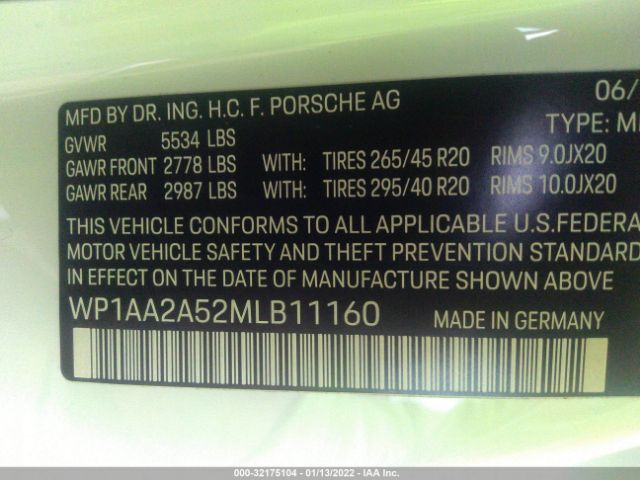 MFD BY DR. ING. H.C. F. PORSCHE AG 06/
GVWR 5534 LBS TYPE:
GAWR FRONT 2778 LBS WITH: TIRES 265/45 R20 RIMS 9.0JX20
GAWR REAR 2987 LBS WITH: TIRES 295/40 R20 RIMS 10.0JX20
THIS VEHICLE CONFORMS TO ALL APPLICABLE U.S.FEDERA
MOTOR VEHICLE SAFETY AND THEFT PREVENTION STANDARD
IN EFFECT ON THE DATE OF MANUFACTURE SHOWN ABOVE
WP1AA2A52MLB11160 MADE IN GERMANY
000-32175104 - 01/13/2022 - IAAI Inc.